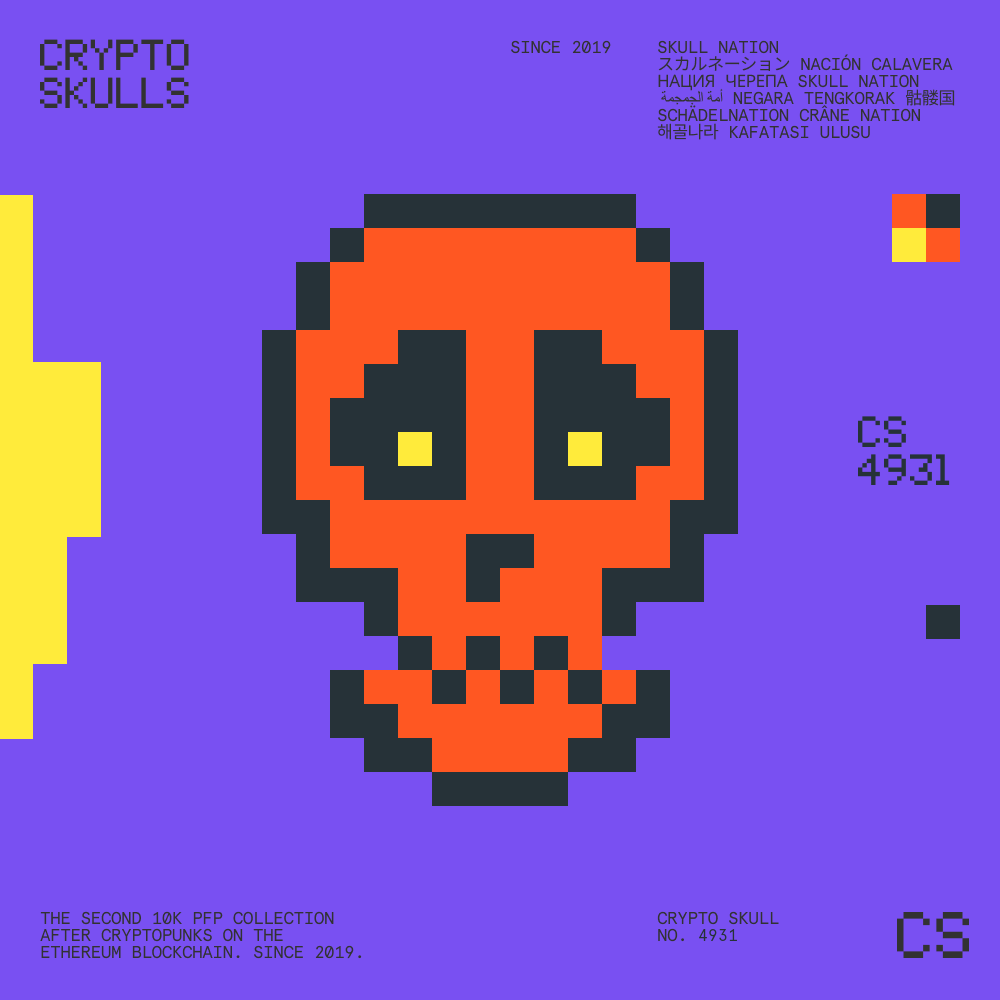 CRYPTO
SKULLS
SINCE 2019
SKULL NATION
スカルネーション NACIÓN CALAVERA
НАЦИЯ ЧЕРЕПА SKULL NATION
أمة الجمجمة NEGARA TENGKORAK 骷髅国
SCHÄDELNATION CRÂNE NATION
해골나라 KAFATASI ULUSU
CS
4931
THE SECOND 10K PFP COLLECTION
AFTER CRYPTOPUNKS ON THE
ETHEREUM BLOCKCHAIN. SINCE 2019.
CRYPTO SKULL
NO. 4931
CS